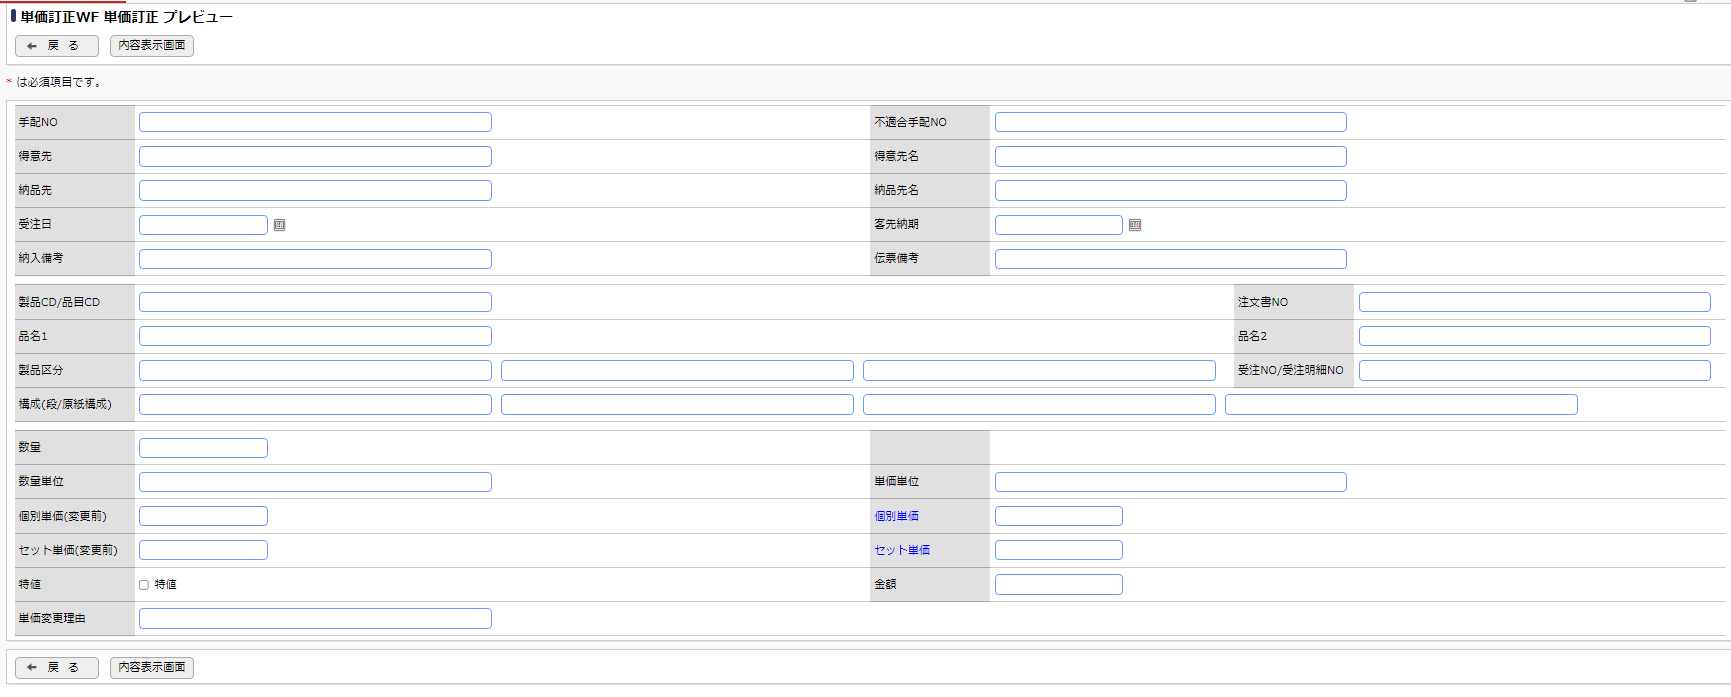 単価訂正WF 単価訂正 プレビュー
戻 る 内容表示画面
* は必須項目です。
手配NO 不適合手配NO
得意先 得意先名
納品先 納品先名
受注日 客先納期
納入備考 伝票備考
製品CD/品目CD 注文書NO
品名1 品名2
製品区分 受注NO/受注明細NO
構成(段/原紙構成)
数量
数量単位 単価単位
個別単価(変更前) 個別単価
セット単価(変更前) セット単価
特値 特値 金額
単価変更理由
戻 る 内容表示画面